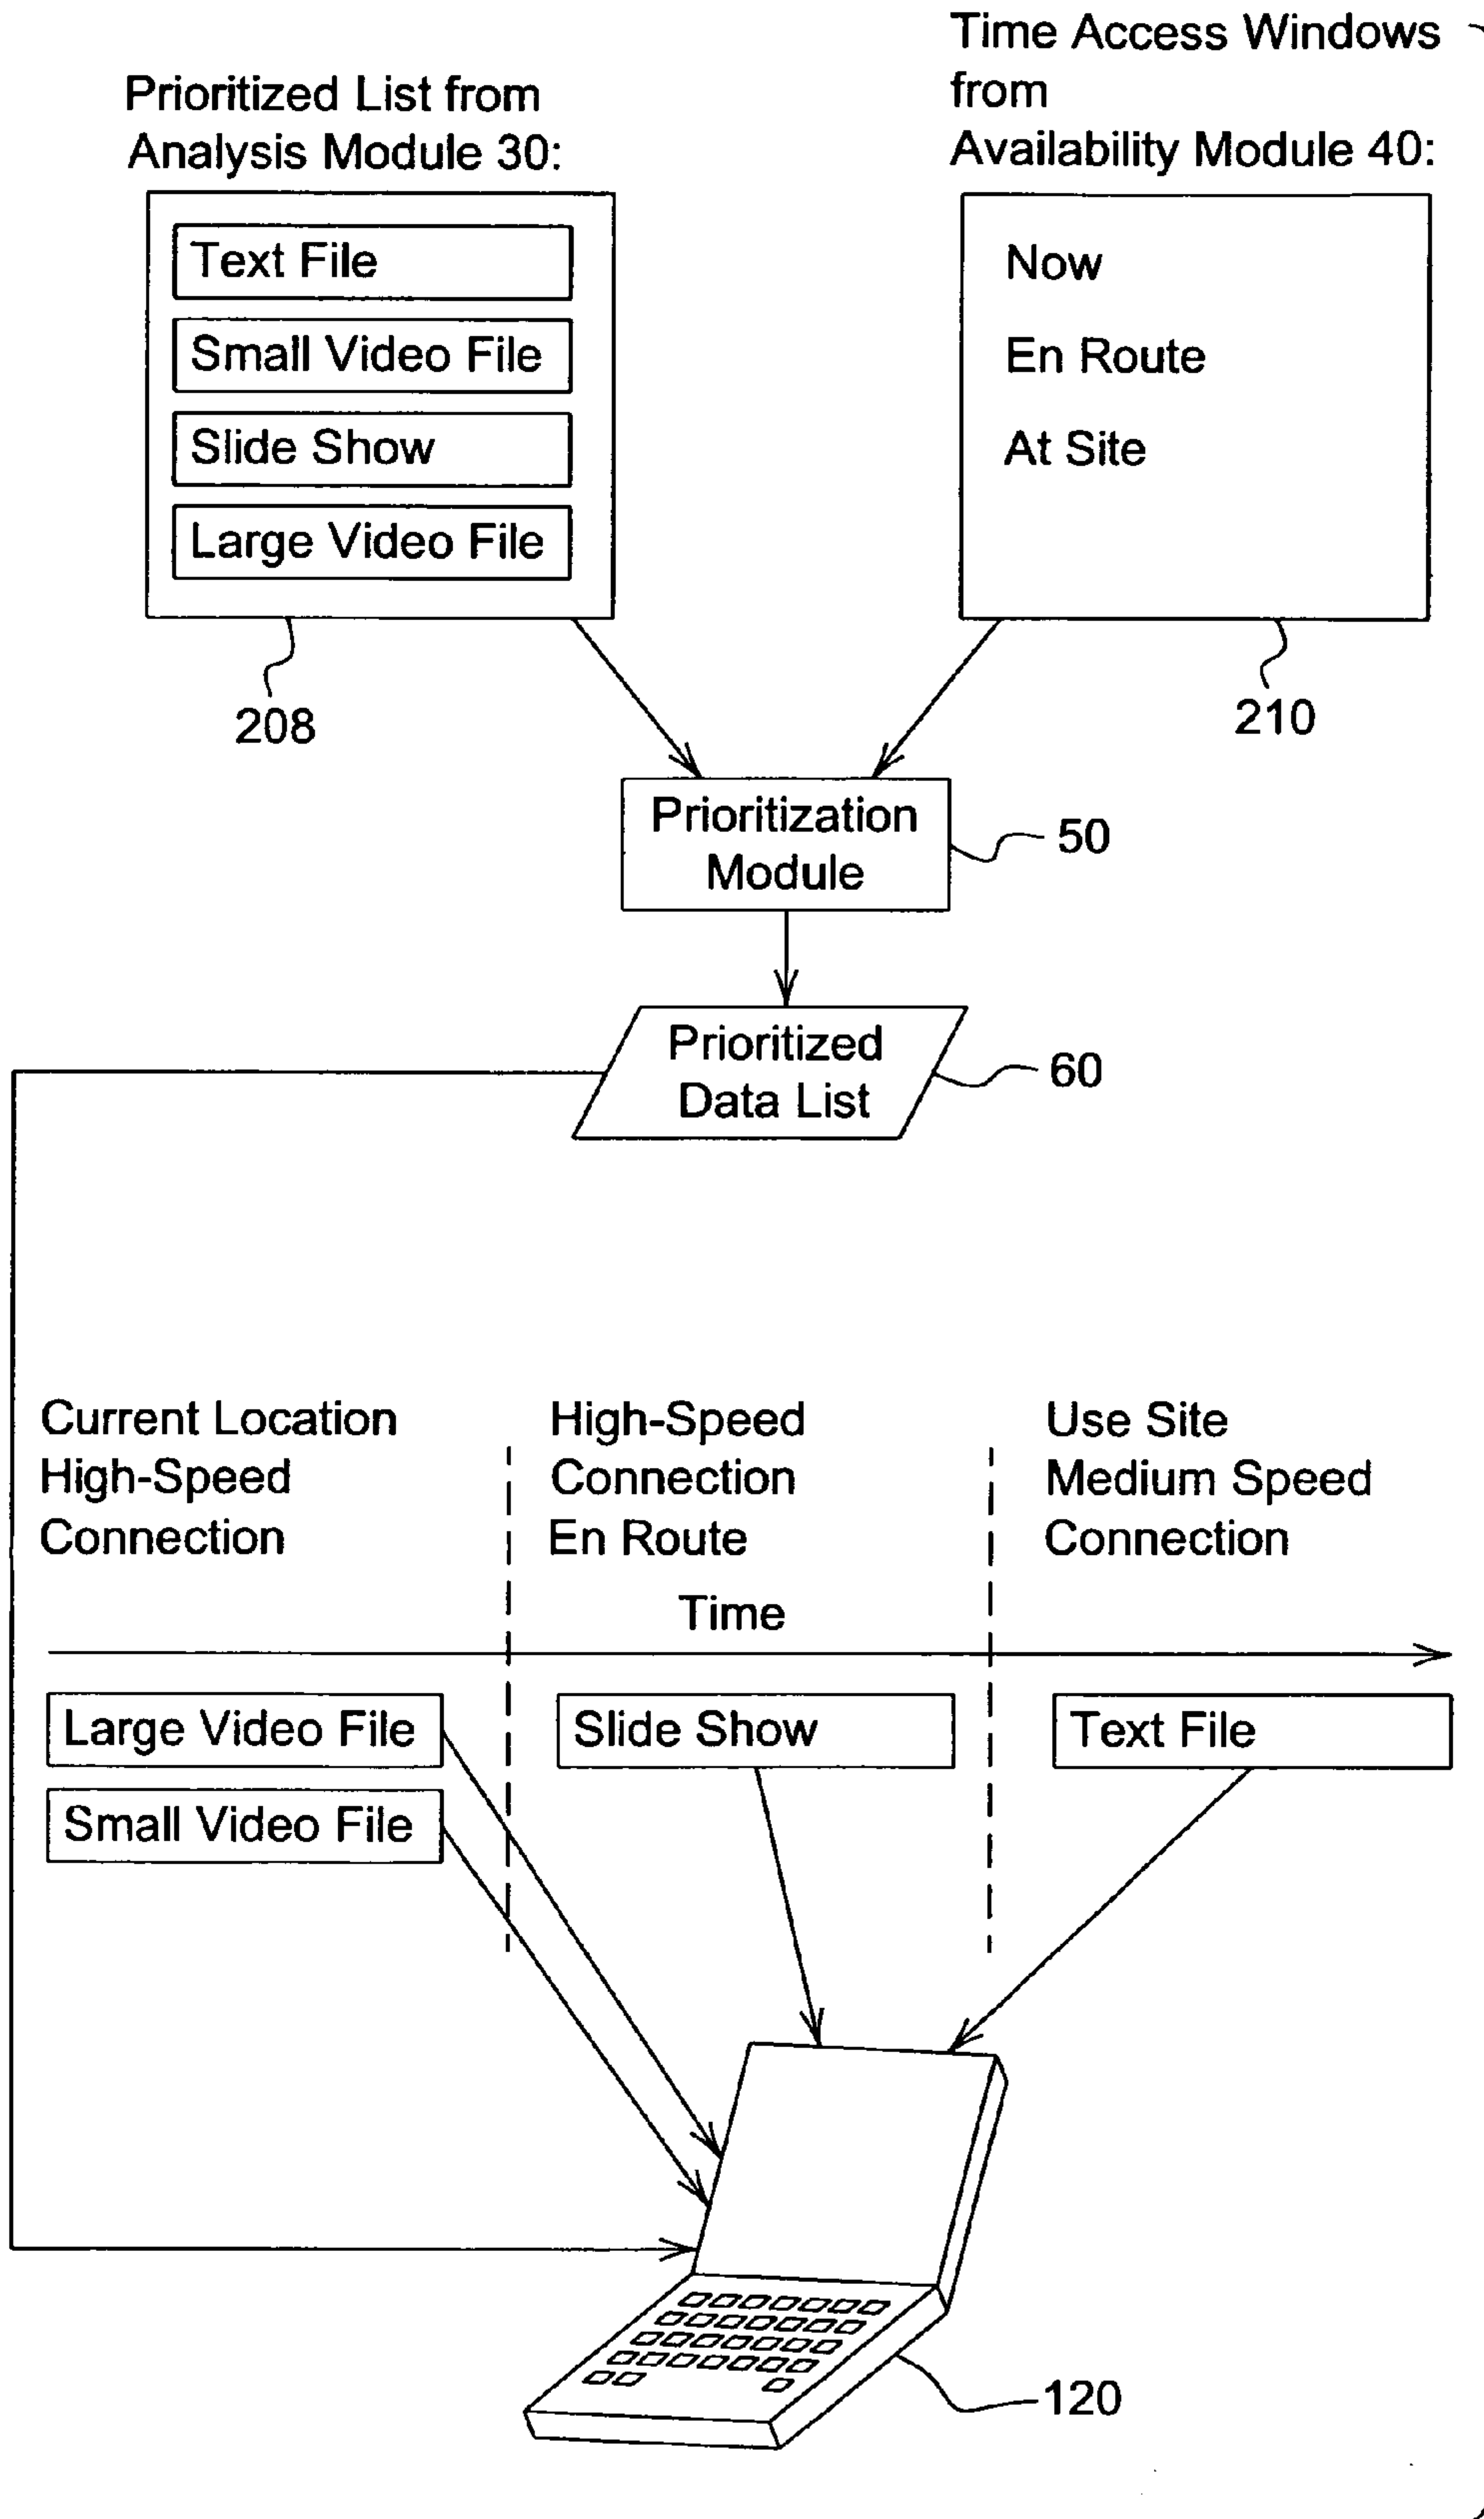 Time Access Windows
from
Availability Module 40:
Prioritized List from
Analysis Module 30:
Text File
Small Video File
Slide Show
Large Video File
Now
En Route
At Site
208
210
Prioritization
Module
50
Prioritized
Data List
60
Current Location
High-Speed
Connection
High-Speed
Connection
En Route
Use Site
Medium Speed
Connection
Time
Large Video File
Small Video File
Slide Show
Text File
120